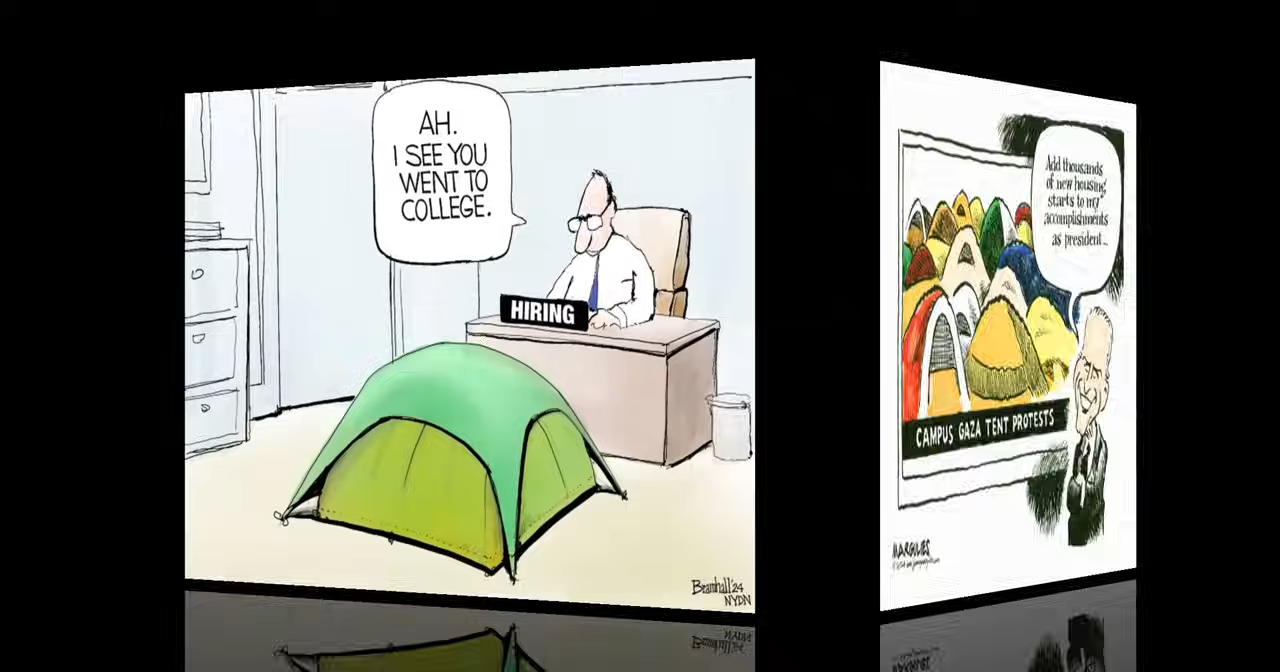 AH.
I SEE YOU
WENT TO
COLLEGE.
HIRING
Bramhall '24
NYDN
Add thousands
of new housing
starts to my
accomplishments
as president...
CAMPUS GAZA TENT PROTESTS
MARGULIES